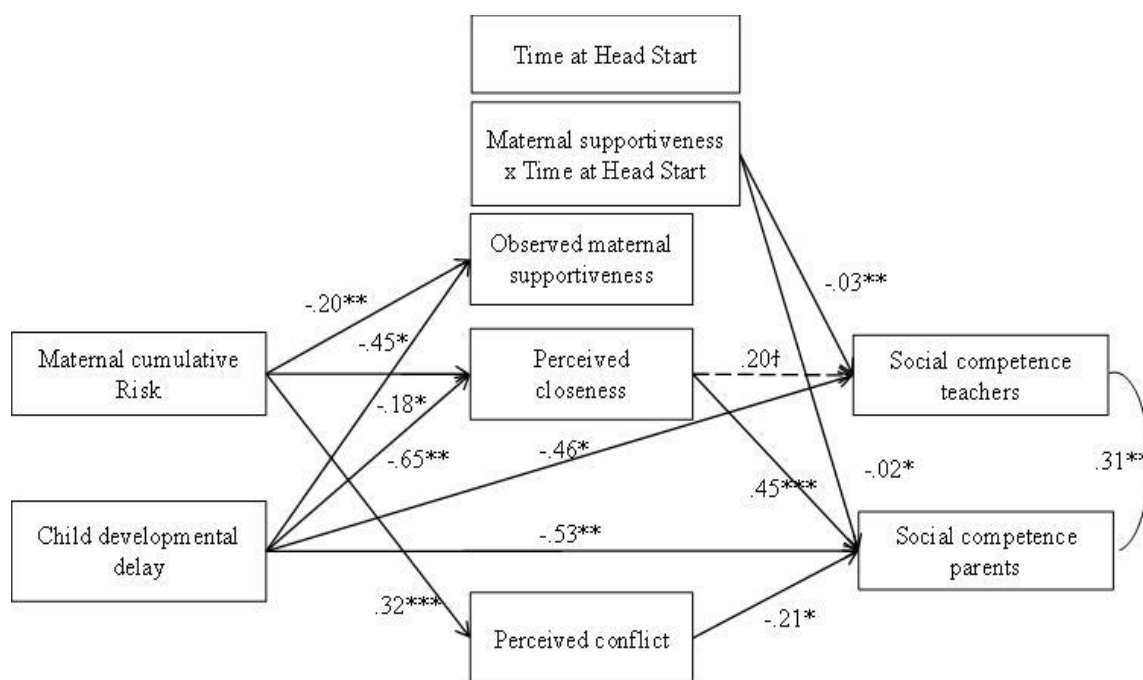 Time at Head Start
Maternal supportiveness
x Time at Head Start
Observed maternal
supportiveness
-.20**
-.03**
-.45*
Maternal cumulative
Risk
Perceived
closeness
.20†
Social competence
teachers
-.18*
-.65**
-.46*
-.02*
.31**
.45***
Child developmental
delay
-.53**
Social competence
parents
.32***
Perceived conflict
-.21*